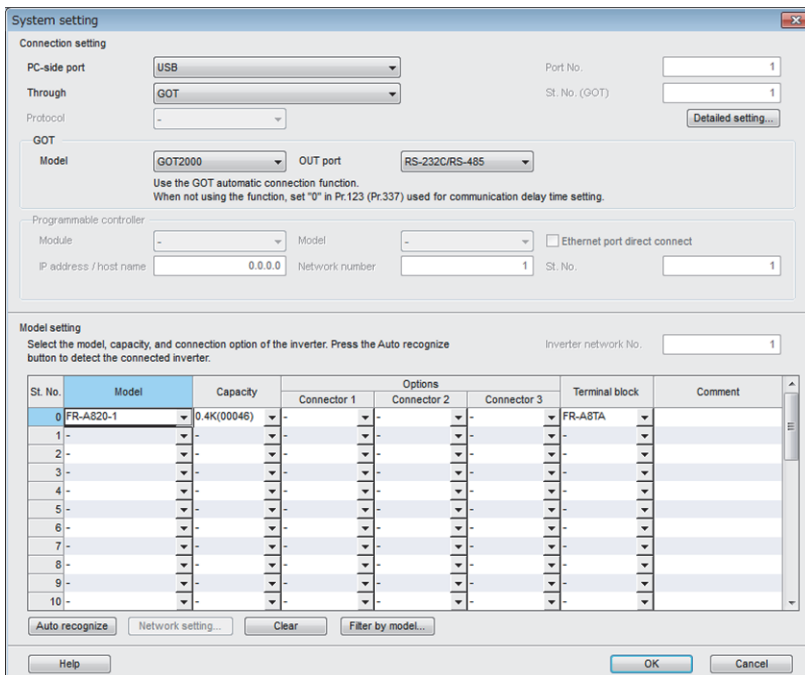 System setting
Connection setting
PC-side port USB Port No. 1
Through GOT St. No. (GOT) 1
Protocol - Detailed setting...
GOT
Model GOT2000 OUT port RS-232C/RS-485
Use the GOT automatic connection function.
When not using the function, set "0" in Pr.123 (Pr.337) used for communication delay time setting.
Programmable controller
Module - Model - Ethernet port direct connect
IP address / host name 0.0.0.0 Network number 1 St. No. 1
Model setting
Select the model, capacity, and connection option of the inverter. Press the Auto recognize
button to detect the connected inverter.
Inverter network No. 1
St. No. Model Capacity Options Terminal block Comment
Connector 1 Connector 2 Connector 3
0 FR-A820-1 0.4K(00046) - - - FR-A8TA
1 - - - - - -
2 - - - - - -
3 - - - - - -
4 - - - - - -
5 - - - - - -
6 - - - - - -
7 - - - - - -
8 - - - - - -
9 - - - - - -
10 - - - - - -
Auto recognize Network setting... Clear Filter by model...
Help OK Cancel